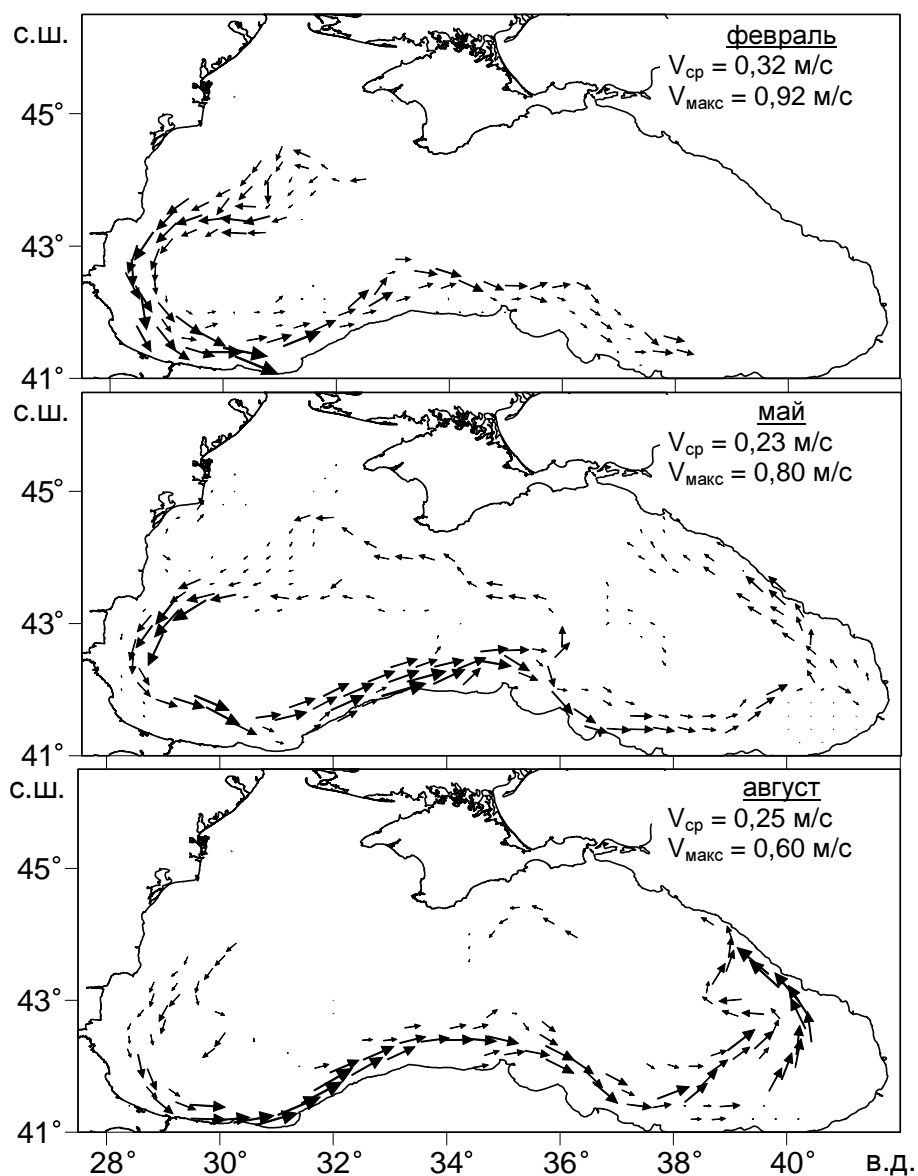 с.ш.
февраль
Vср = 0,32 м/с
Vмакс = 0,92 м/с
45°
43°
41°
с.ш.
май
Vср = 0,23 м/с
Vмакс = 0,80 м/с
45°
43°
41°
с.ш.
август
Vср = 0,25 м/с
Vмакс = 0,60 м/с
45°
43°
41°
28° 30° 32° 34° 36° 38° 40° в.д.